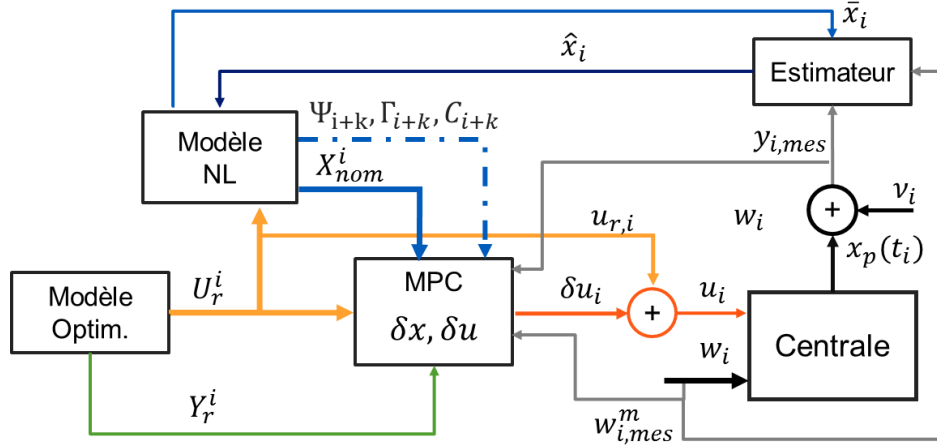 x̄_i
x̂_i
Estimateur
Ψ_{i+k}, Γ_{i+k}, C_{i+k}
Modèle
NL
X^i_{nom}
y_{i,mes}
w_i
ν_i
+
u_{r,i}
x_p(t_i)
Modèle
Optim.
U^i_r
MPC
δx, δu
δu_i
+
u_i
w_i
Centrale
Y^i_r
w^m_{i,mes}